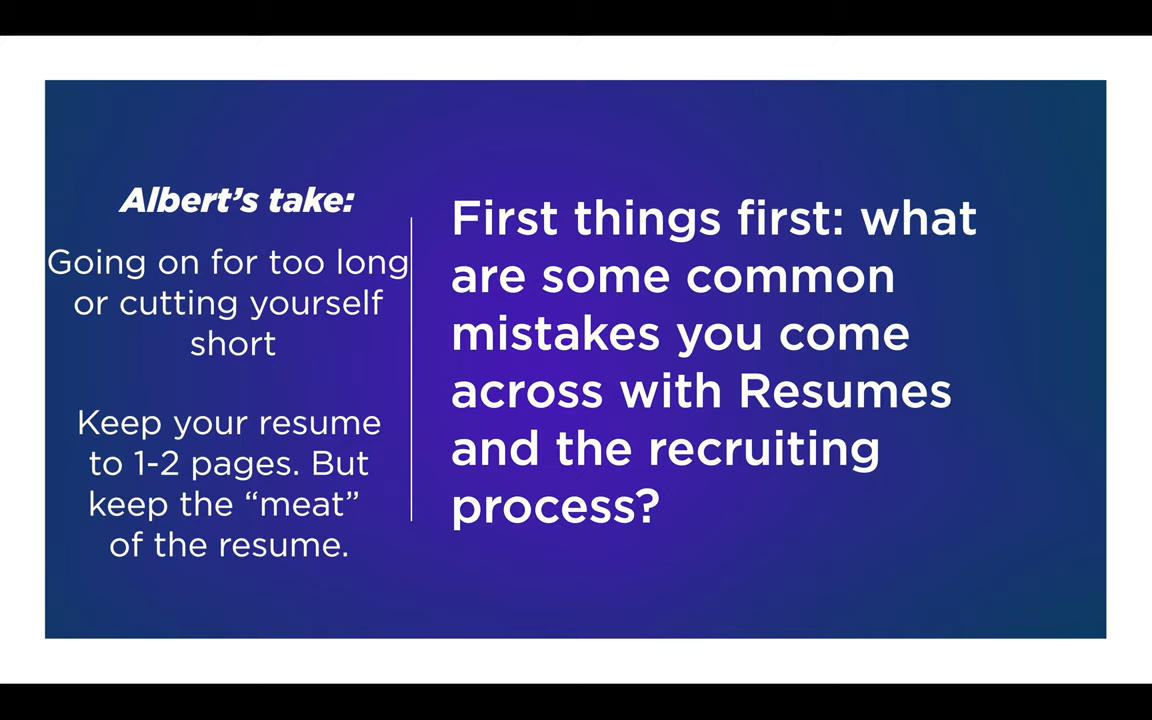 Albert’s take:
Going on for too long
or cutting yourself
short
Keep your resume
to 1-2 pages. But
keep the “meat”
of the resume.
First things first: what
are some common
mistakes you come
across with Resumes
and the recruiting
process?